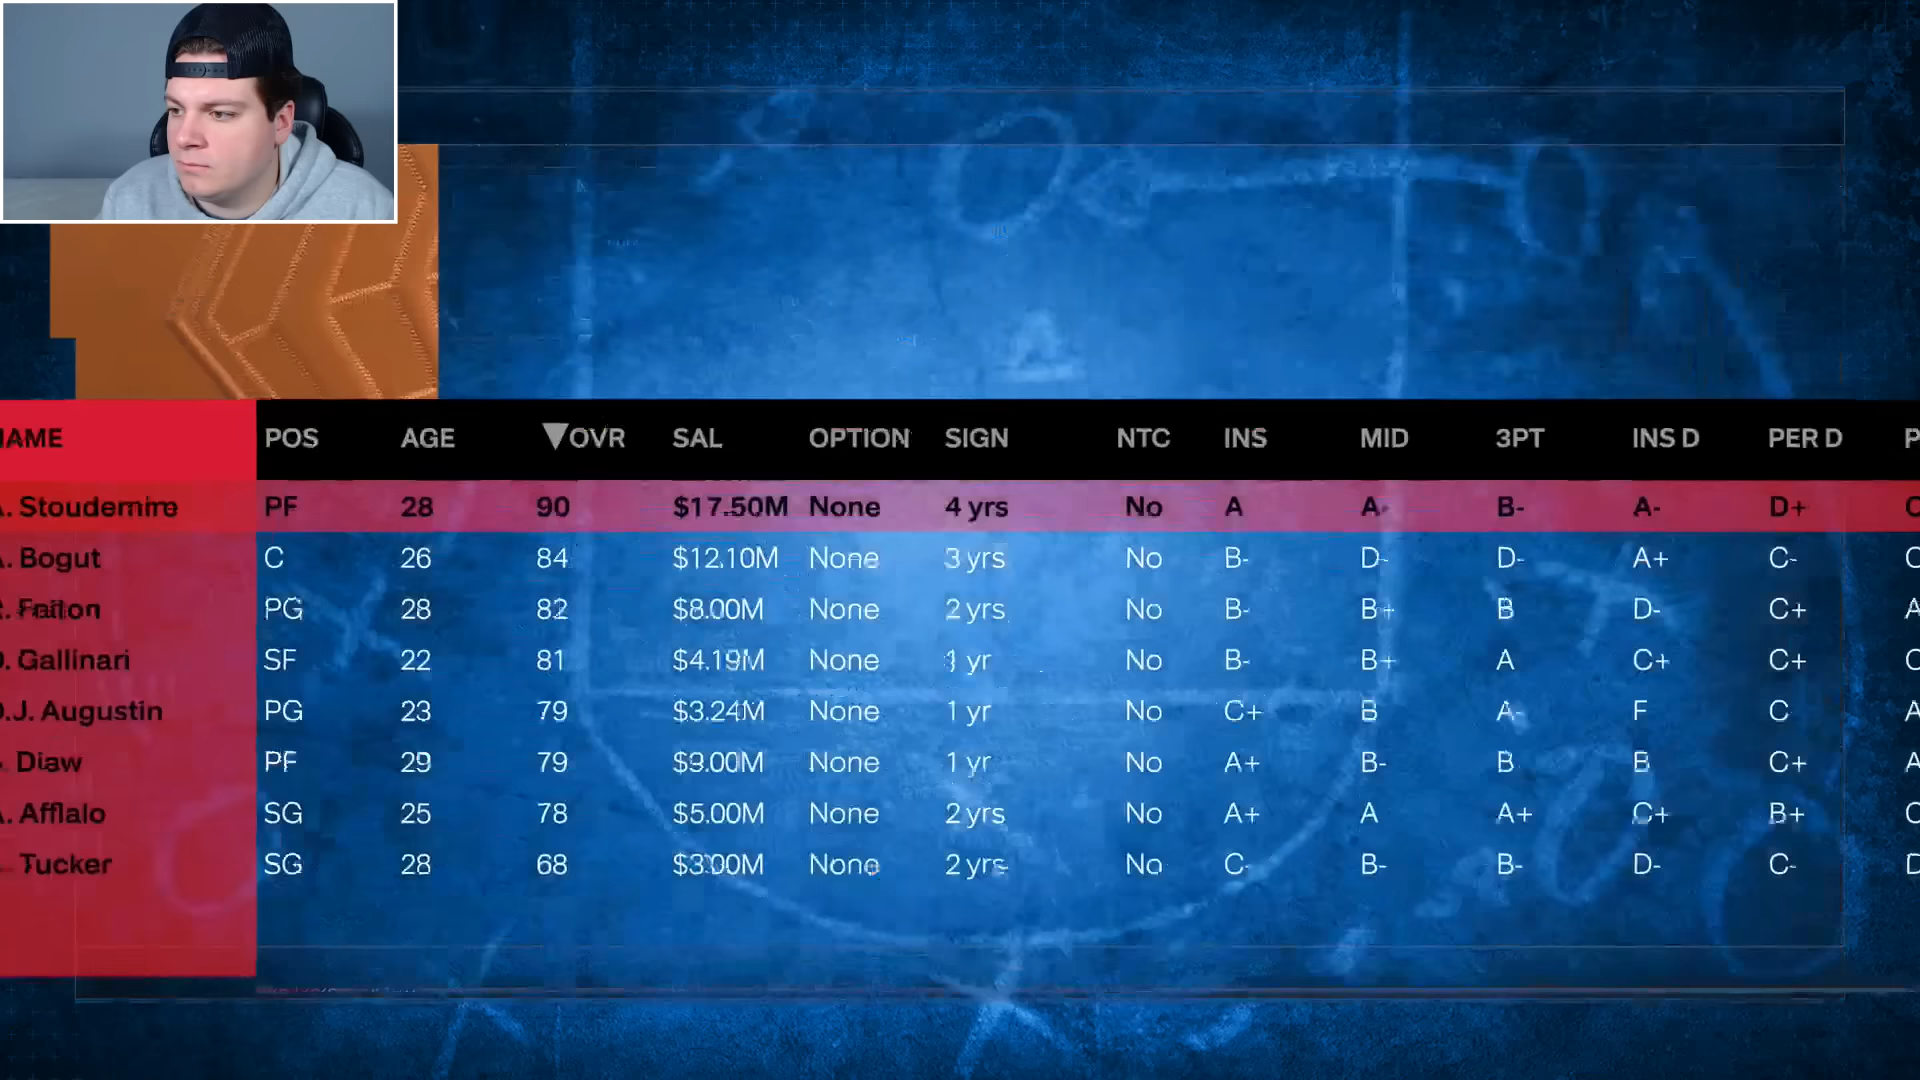 AME POS AGE ▼OVR SAL OPTION SIGN NTC INS MID 3PT INS D PER D P
. Stoudemire PF 28 90 $17.50M None 4 yrs No A A- B- A- D+ C
. Bogut C 26 84 $12.10M None 3 yrs No B- D- D- A+ C- C
PG 28 82 $8.00M None 2 yrs No B- B+ B D- C+ A
. Gallinari SF 22 81 $4.19M None 1 yr No B- B+ A C+ C+ C
.J. Augustin PG 23 79 $3.24M None 1 yr No C+ B A- F C A
Diaw PF 29 79 $9.00M None 1 yr No A+ B- B B C+ A
. Afflalo SG 25 78 $5.00M None 2 yrs No A+ A A+ C+ B+ C
Tucker SG 28 68 $3.00M None 2 yrs No C- B- B- D- C- D